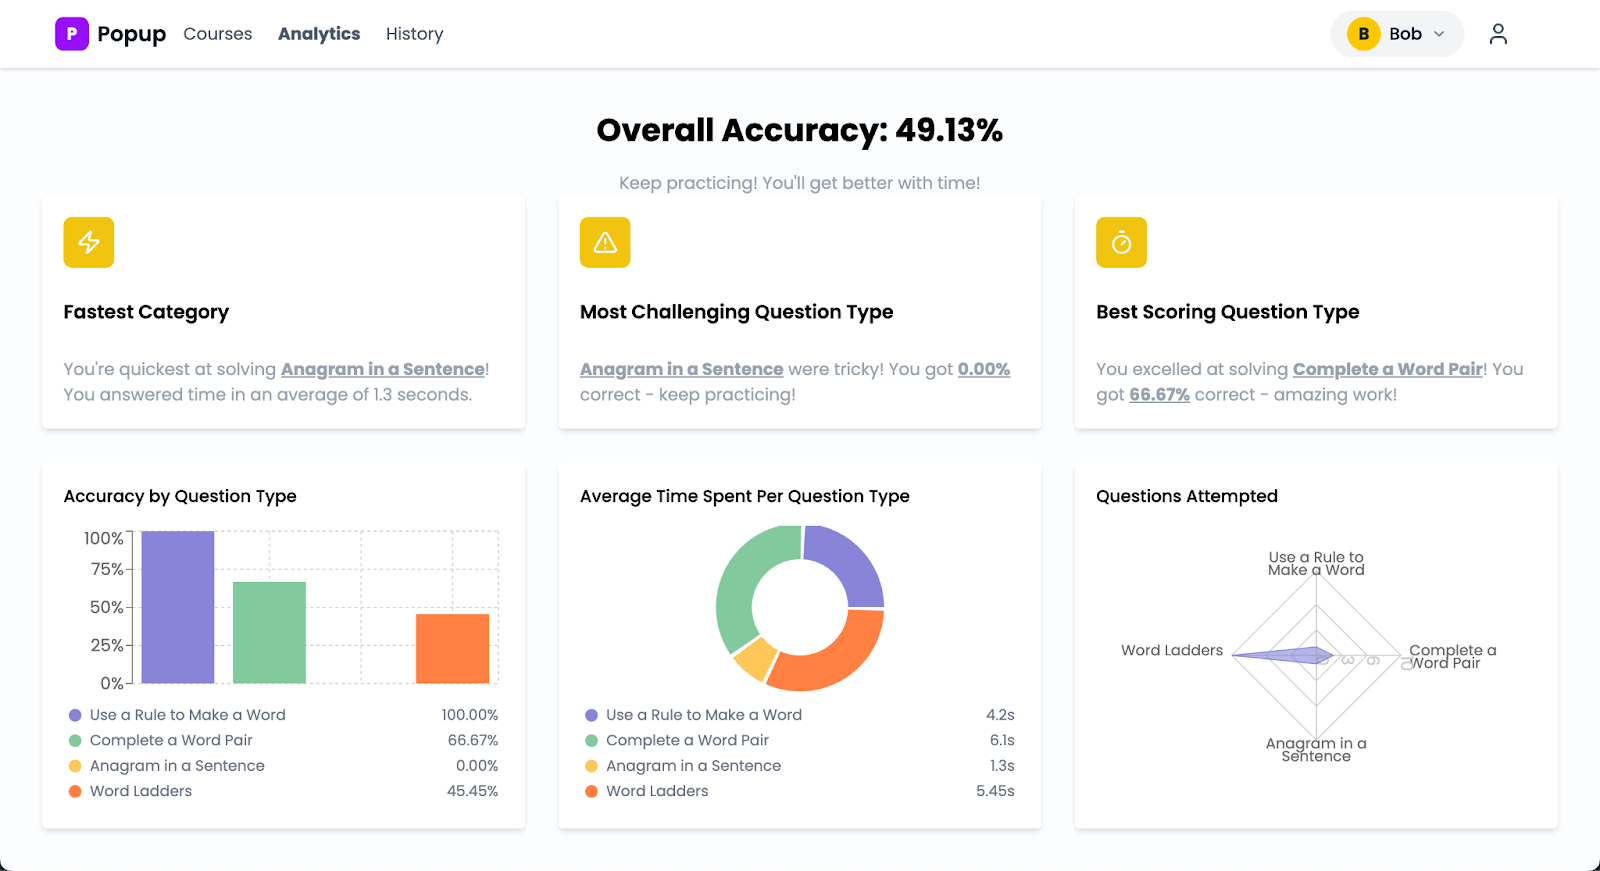 P Popup Courses Analytics History B Bob
Overall Accuracy: 49.13%
Keep practicing! You'll get better with time!
Fastest Category
You're quickest at solving Anagram in a Sentence!
You answered time in an average of 1.3 seconds.
Most Challenging Question Type
Anagram in a Sentence were tricky! You got 0.00%
correct - keep practicing!
Best Scoring Question Type
You excelled at solving Complete a Word Pair! You
got 66.67% correct - amazing work!
Accuracy by Question Type
100%
75%
50%
25%
0%
Use a Rule to Make a Word 100.00%
Complete a Word Pair 66.67%
Anagram in a Sentence 0.00%
Word Ladders 45.45%
Average Time Spent Per Question Type
Use a Rule to Make a Word 4.2s
Complete a Word Pair 6.1s
Anagram in a Sentence 1.3s
Word Ladders 5.45s
Questions Attempted
Use a Rule to
Make a Word
Word Ladders
0 3 6 10
Complete a
Word Pair
Anagram in a
Sentence